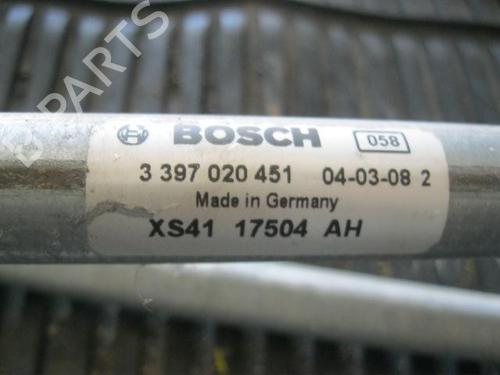 B PARTS
BOSCH 058
3 397 020 451 04-03-08 2
Made in Germany
XS41 17504 AH